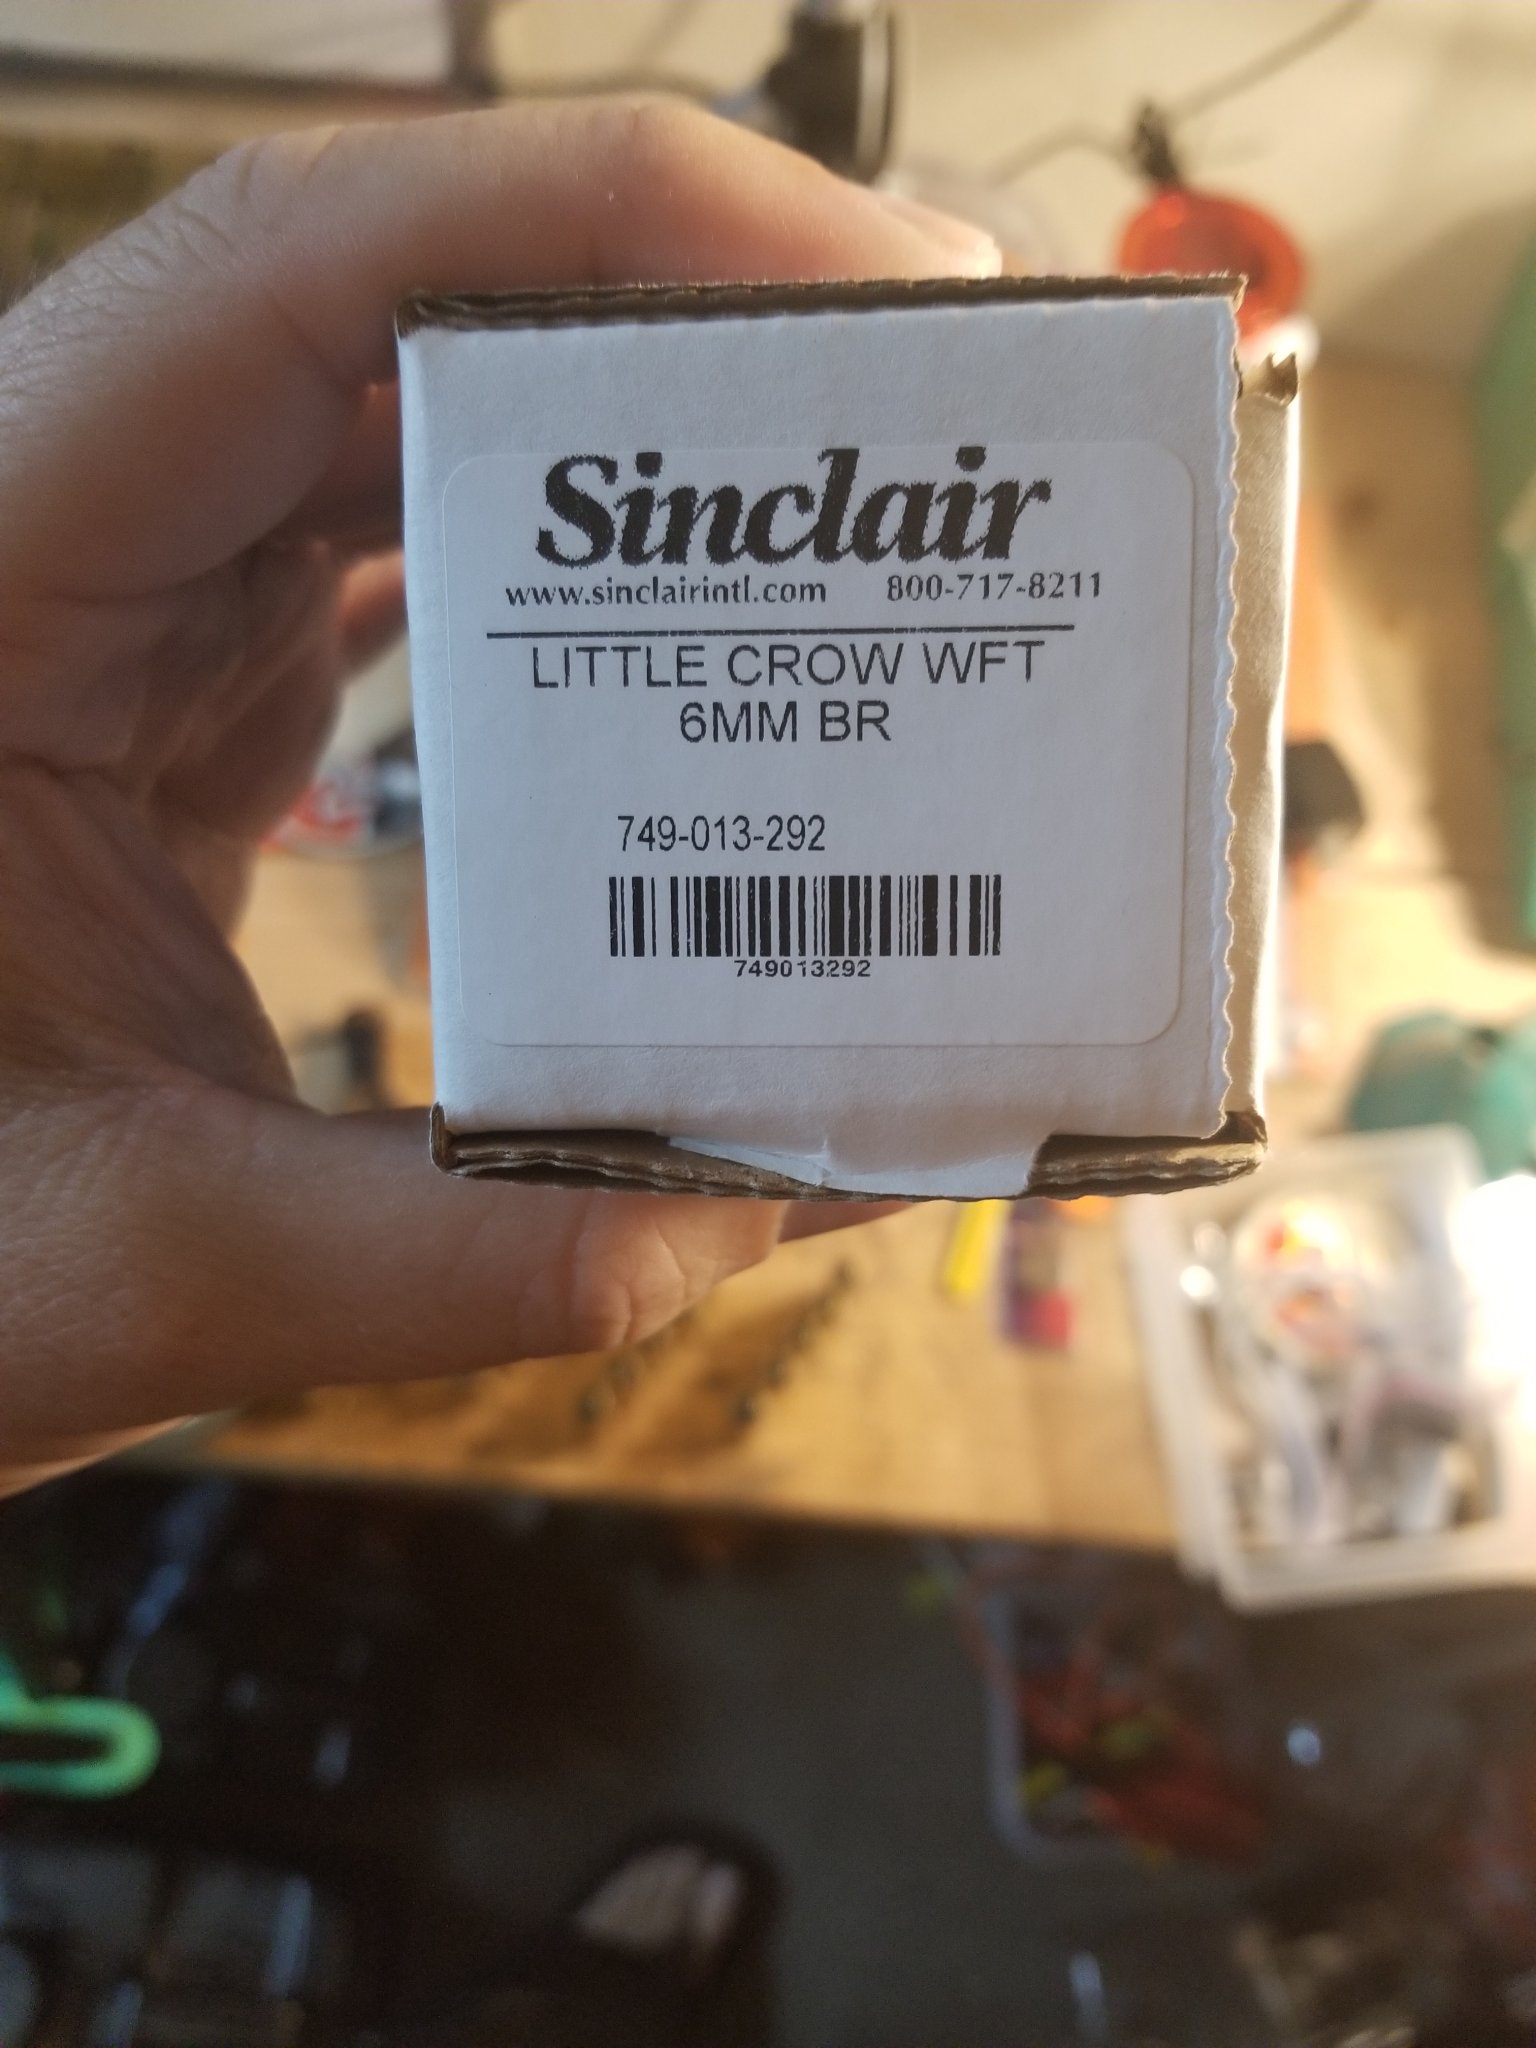 Sinclair
www.sinclairintl.com 800-717-8211
LITTLE CROW WFT
6MM BR
749-013-292
749013292